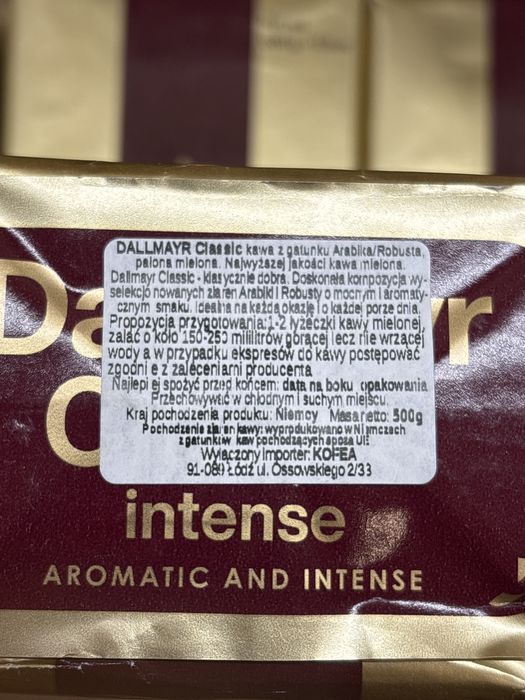 DALLMAYR Classic kawa z gatunku Arabika/Robusta,
palona mielona. Najwyższej jakości kawa mielona.
Dallmayr Classic - klasycznie dobra. Doskonała kompozycja wy-
selekcjonowanych ziaren Arabiki i Robusty o mocnym i aromaty-
cznym smaku. Idealna na każdą okazję i o każdej porze dnia.
Propozycja przygotowania: 1-2 łyżeczki kawy mielonej,
zalać o koło 150-250 mililitrów gorącej lecz nie wrzącej
wody a w przypadku ekspresów do kawy postępować
zgodnie z zaleceniami producenta
Najlepiej spożyć przed końcem: data na boku opakowania
Przechowywać w chłodnym i suchym miejscu.
Kraj pochodzenia produku: Niemcy Masa netto: 500g
Pochodzenie ziaren kawy: wyprodukowano w Niemczech
z gatunków kaw pochodzących spoza UE
Wyłączony Importer: KOFEA
91-089 Łódź ul. Ossowskiego 2/33
intense
AROMATIC AND INTENSE